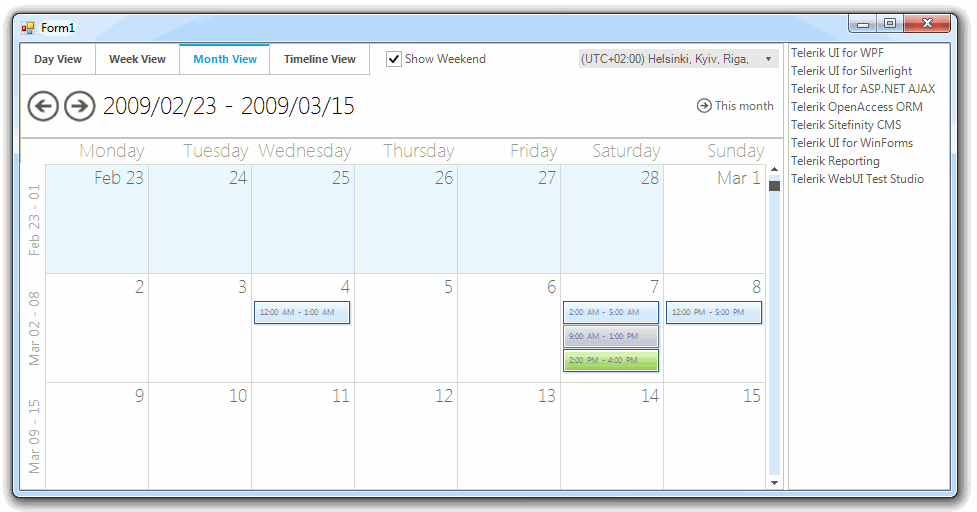 Form1
Day View Week View Month View Timeline View Show Weekend (UTC+02:00) Helsinki, Kyiv, Riga,
2009/02/23 - 2009/03/15 This month
Monday Tuesday Wednesday Thursday Friday Saturday Sunday
Feb 23 - 01
Feb 23 24 25 26 27 28 Mar 1
Mar 02 - 08
2 3 4 5 6 7 8
12:00 AM - 1:00 AM 2:00 AM - 5:00 AM 12:00 PM - 5:00 PM
9:00 AM - 1:00 PM
2:00 PM - 4:00 PM
Mar 09 - 15
9 10 11 12 13 14 15
Telerik UI for WPF
Telerik UI for Silverlight
Telerik UI for ASP.NET AJAX
Telerik OpenAccess ORM
Telerik Sitefinity CMS
Telerik UI for WinForms
Telerik Reporting
Telerik WebUI Test Studio